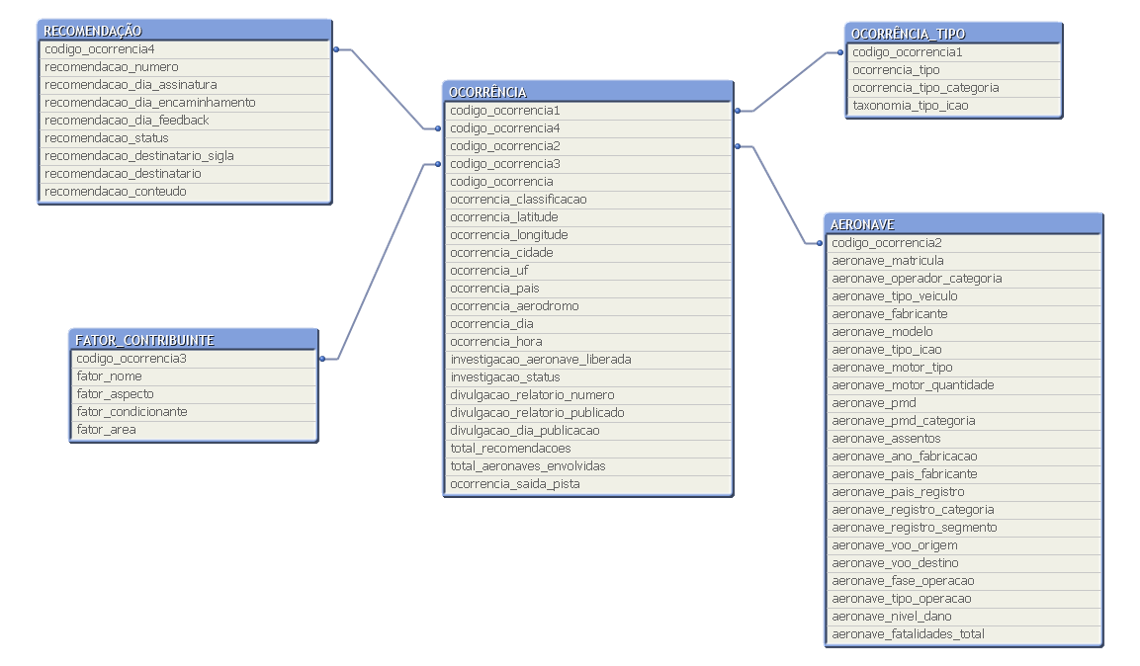 RECOMENDAÇÃO
codigo_ocorrencia4
recomendacao_numero
recomendacao_dia_assinatura
recomendacao_dia_encaminhamento
recomendacao_dia_feedback
recomendacao_status
recomendacao_destinatario_sigla
recomendacao_destinatario
recomendacao_conteudo
FATOR_CONTRIBUINTE
codigo_ocorrencia3
fator_nome
fator_aspecto
fator_condicionante
fator_area
OCORRÊNCIA
codigo_ocorrencia1
codigo_ocorrencia4
codigo_ocorrencia2
codigo_ocorrencia3
codigo_ocorrencia
ocorrencia_classificacao
ocorrencia_latitude
ocorrencia_longitude
ocorrencia_cidade
ocorrencia_uf
ocorrencia_pais
ocorrencia_aerodromo
ocorrencia_dia
ocorrencia_hora
investigacao_aeronave_liberada
investigacao_status
divulgacao_relatorio_numero
divulgacao_relatorio_publicado
divulgacao_dia_publicacao
total_recomendacoes
total_aeronaves_envolvidas
ocorrencia_saida_pista
OCORRÊNCIA_TIPO
codigo_ocorrencia1
ocorrencia_tipo
ocorrencia_tipo_categoria
taxonomia_tipo_icao
AERONAVE
codigo_ocorrencia2
aeronave_matricula
aeronave_operador_categoria
aeronave_tipo_veiculo
aeronave_fabricante
aeronave_modelo
aeronave_tipo_icao
aeronave_motor_tipo
aeronave_motor_quantidade
aeronave_pmd
aeronave_pmd_categoria
aeronave_assentos
aeronave_ano_fabricacao
aeronave_pais_fabricante
aeronave_pais_registro
aeronave_registro_categoria
aeronave_registro_segmento
aeronave_voo_origem
aeronave_voo_destino
aeronave_fase_operacao
aeronave_tipo_operacao
aeronave_nivel_dano
aeronave_fatalidades_total